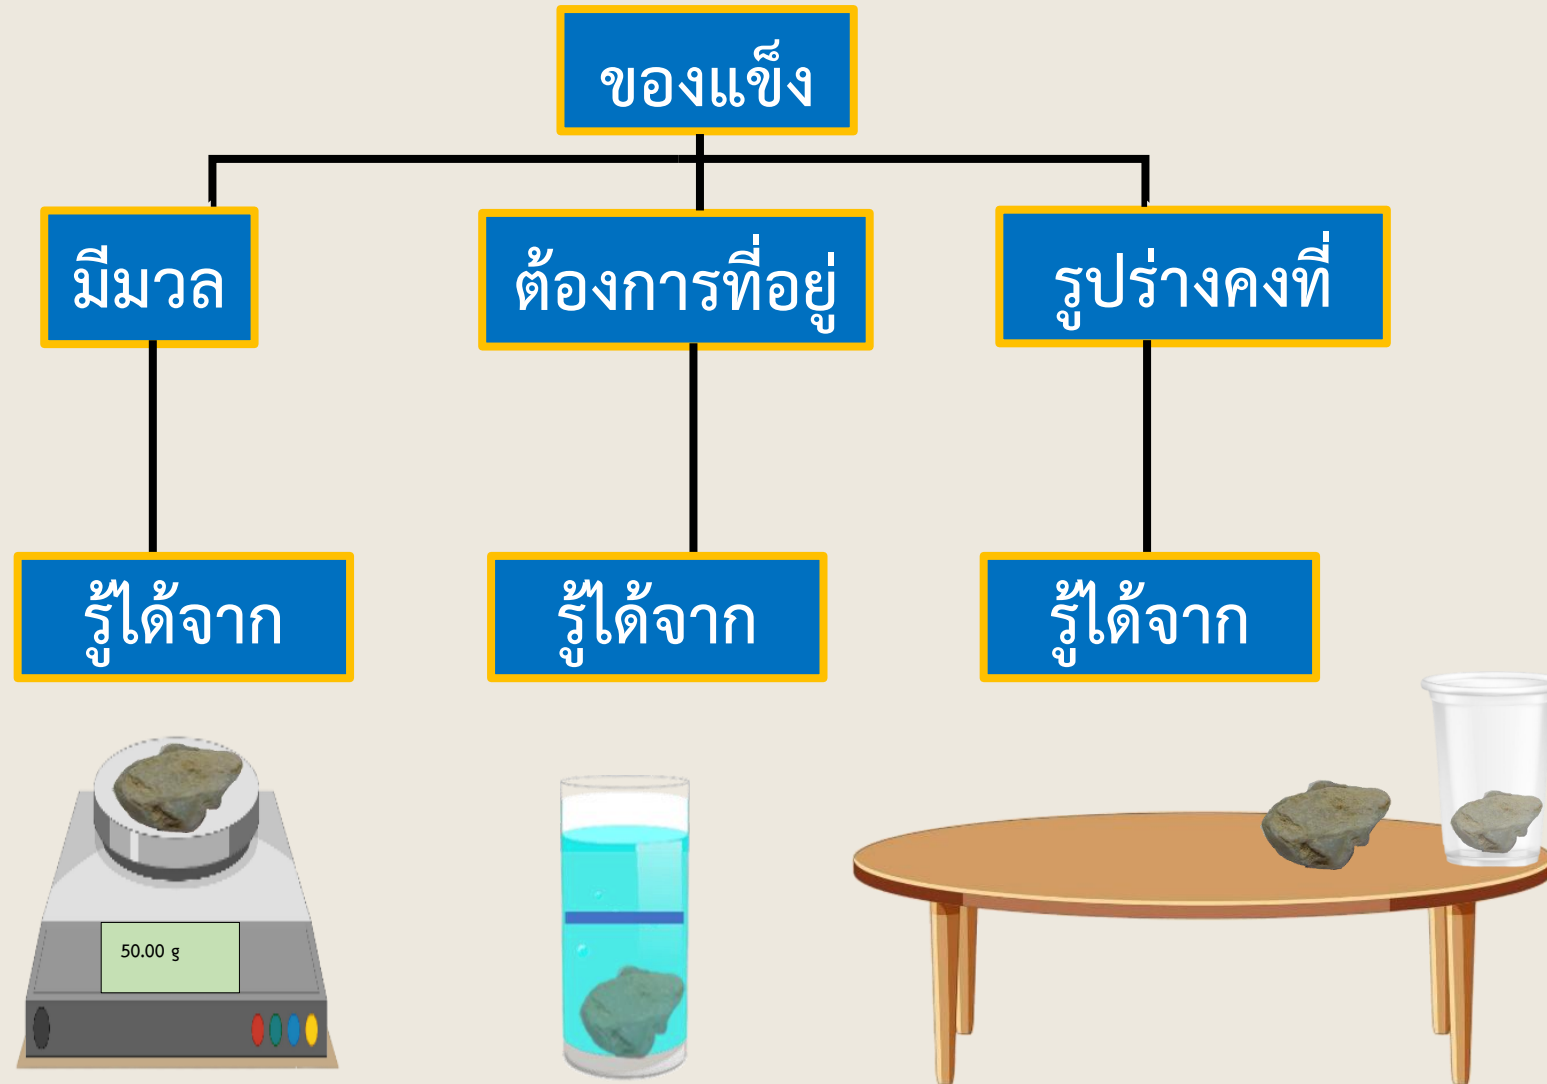 ของแข็ง
มีมวล
ต้องการที่อยู่
รูปร่างคงที่
รู้ได้จาก
รู้ได้จาก
รู้ได้จาก
50.00 g